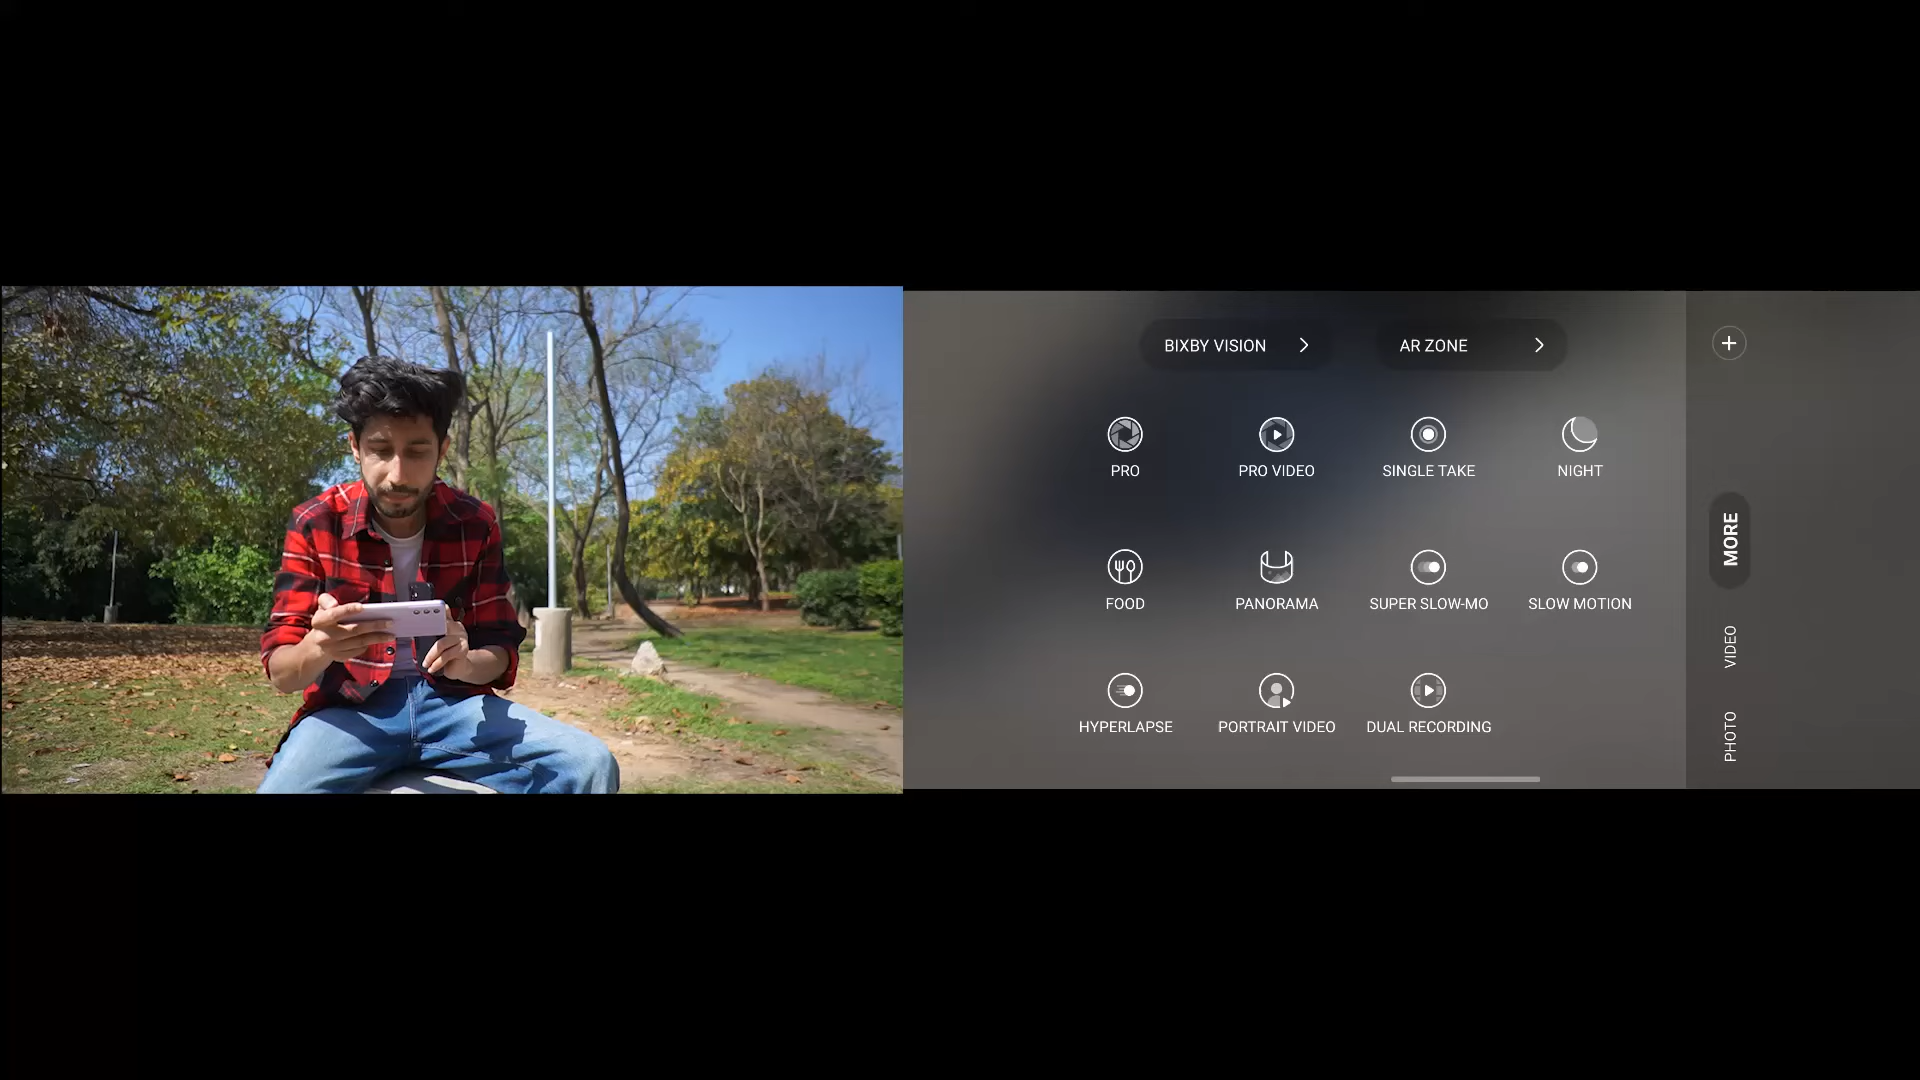 BIXBY VISION
AR ZONE
PRO
PRO VIDEO
SINGLE TAKE
NIGHT
FOOD
PANORAMA
SUPER SLOW-MO
SLOW MOTION
HYPERLAPSE
PORTRAIT VIDEO
DUAL RECORDING
MORE
VIDEO
PHOTO